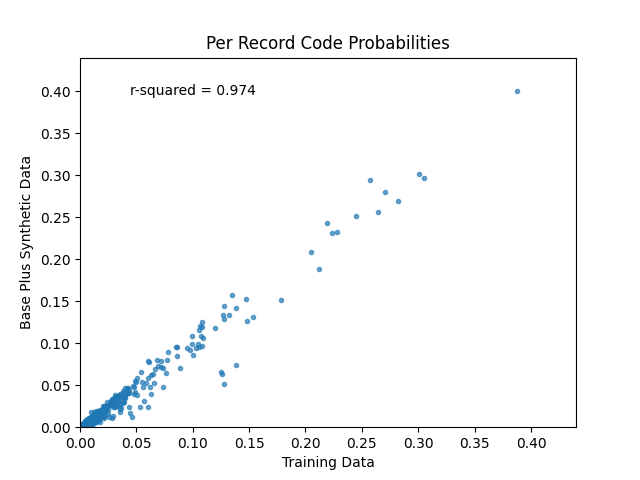 Per Record Code Probabilities
r-squared = 0.974
Base Plus Synthetic Data
0.40
0.35
0.30
0.25
0.20
0.15
0.10
0.05
0.00
0.00 0.05 0.10 0.15 0.20 0.25 0.30 0.35 0.40
Training Data